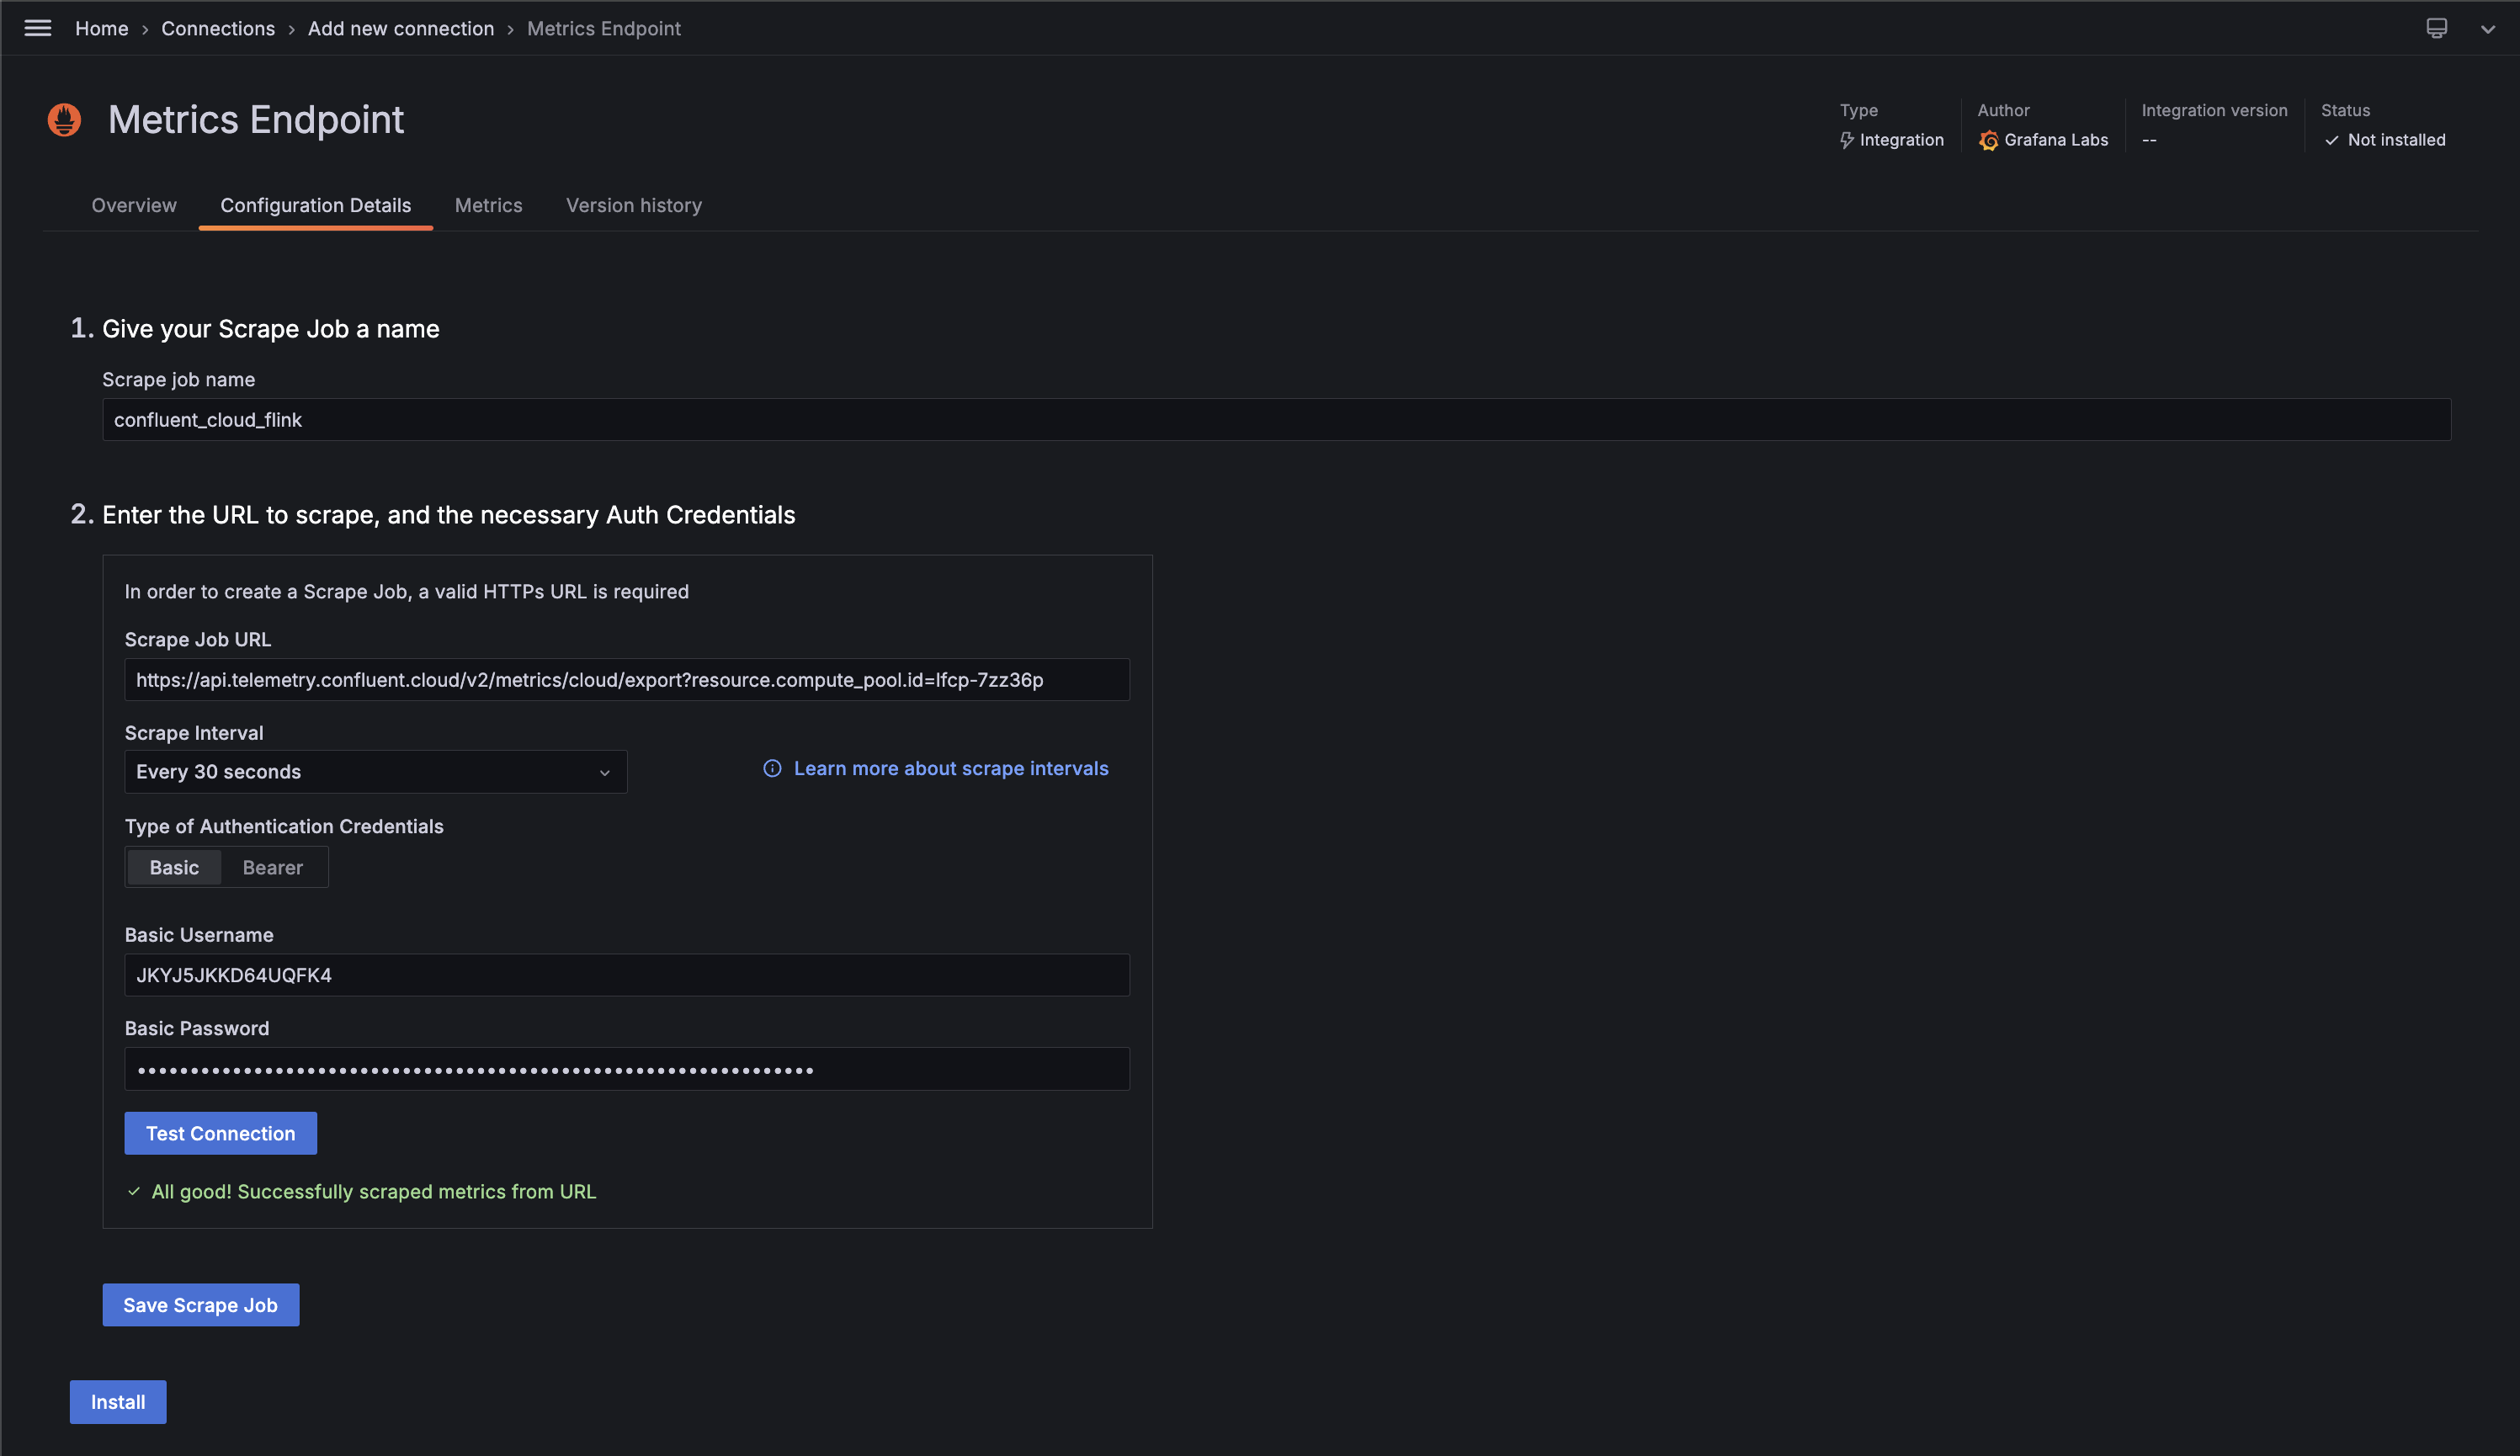 Home › Connections › Add new connection › Metrics Endpoint
Metrics Endpoint
Type
Integration
Author
Grafana Labs
Integration version
--
Status
Not installed
Overview
Configuration Details
Metrics
Version history
1. Give your Scrape Job a name
Scrape job name
confluent_cloud_flink
2. Enter the URL to scrape, and the necessary Auth Credentials
In order to create a Scrape Job, a valid HTTPs URL is required
Scrape Job URL
https://api.telemetry.confluent.cloud/v2/metrics/cloud/export?resource.compute_pool.id=lfcp-7zz36p
Scrape Interval
Every 30 seconds
Learn more about scrape intervals
Type of Authentication Credentials
Basic
Bearer
Basic Username
JKYJ5JKKD64UQFK4
Basic Password
••••••••••••••••••••••••••••••••••••••••••••••••••••••••••••••••
Test Connection
All good! Successfully scraped metrics from URL
Save Scrape Job
Install